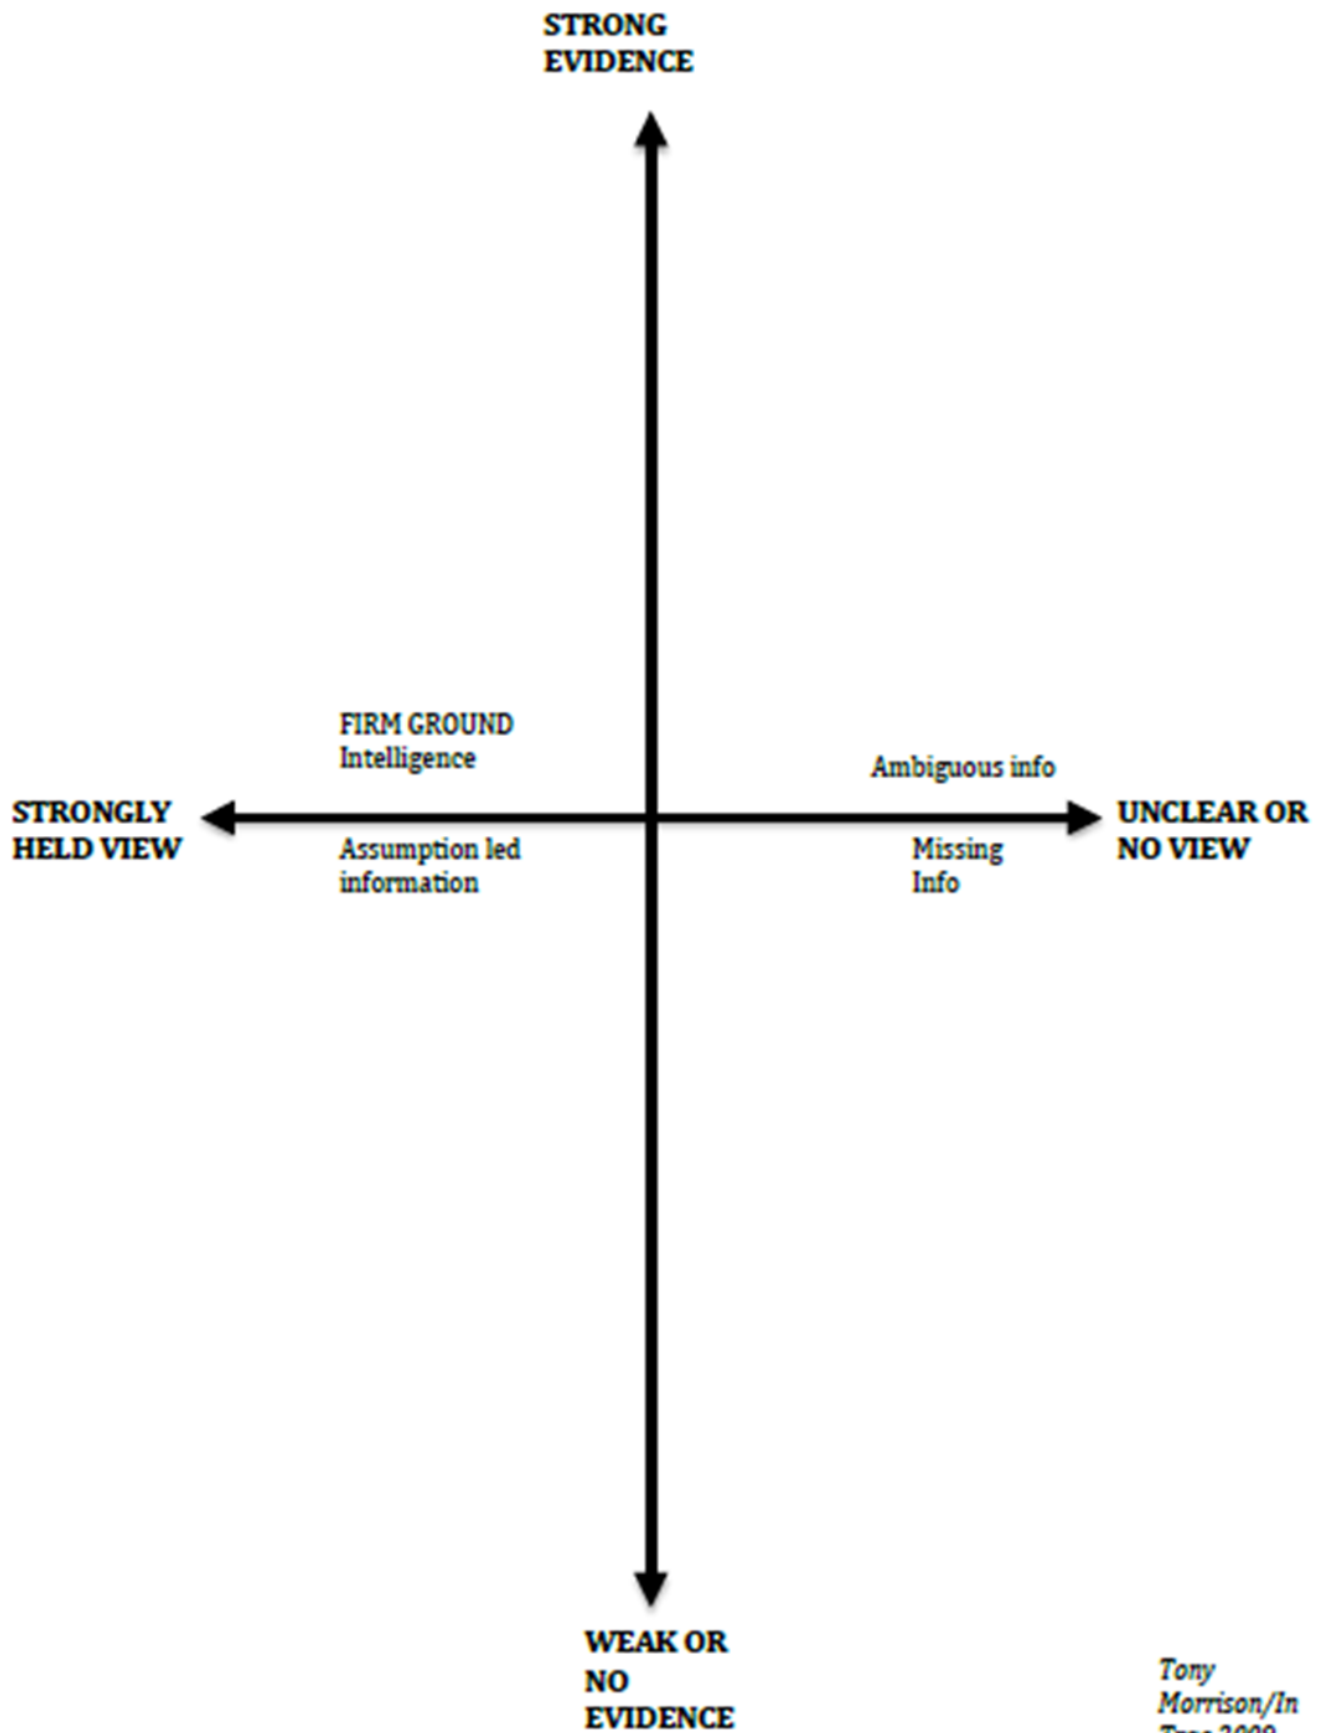 STRONG
EVIDENCE
FIRM GROUND
Intelligence
Ambiguous info
STRONGLY
HELD VIEW
UNCLEAR OR
NO VIEW
Assumption led
information
Missing
Info
WEAK OR
NO
EVIDENCE
Tony
Morrison/In